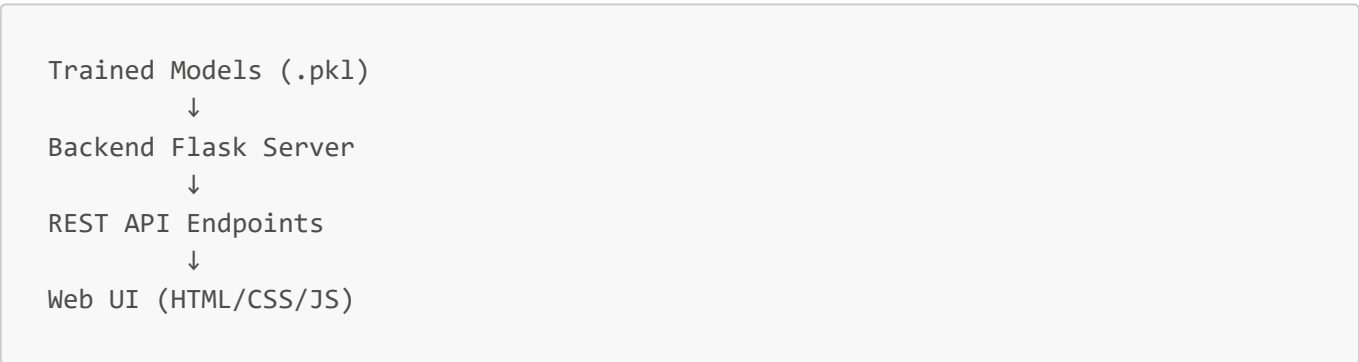 Trained Models (.pkl)
↓
Backend Flask Server
↓
REST API Endpoints
↓
Web UI (HTML/CSS/JS)